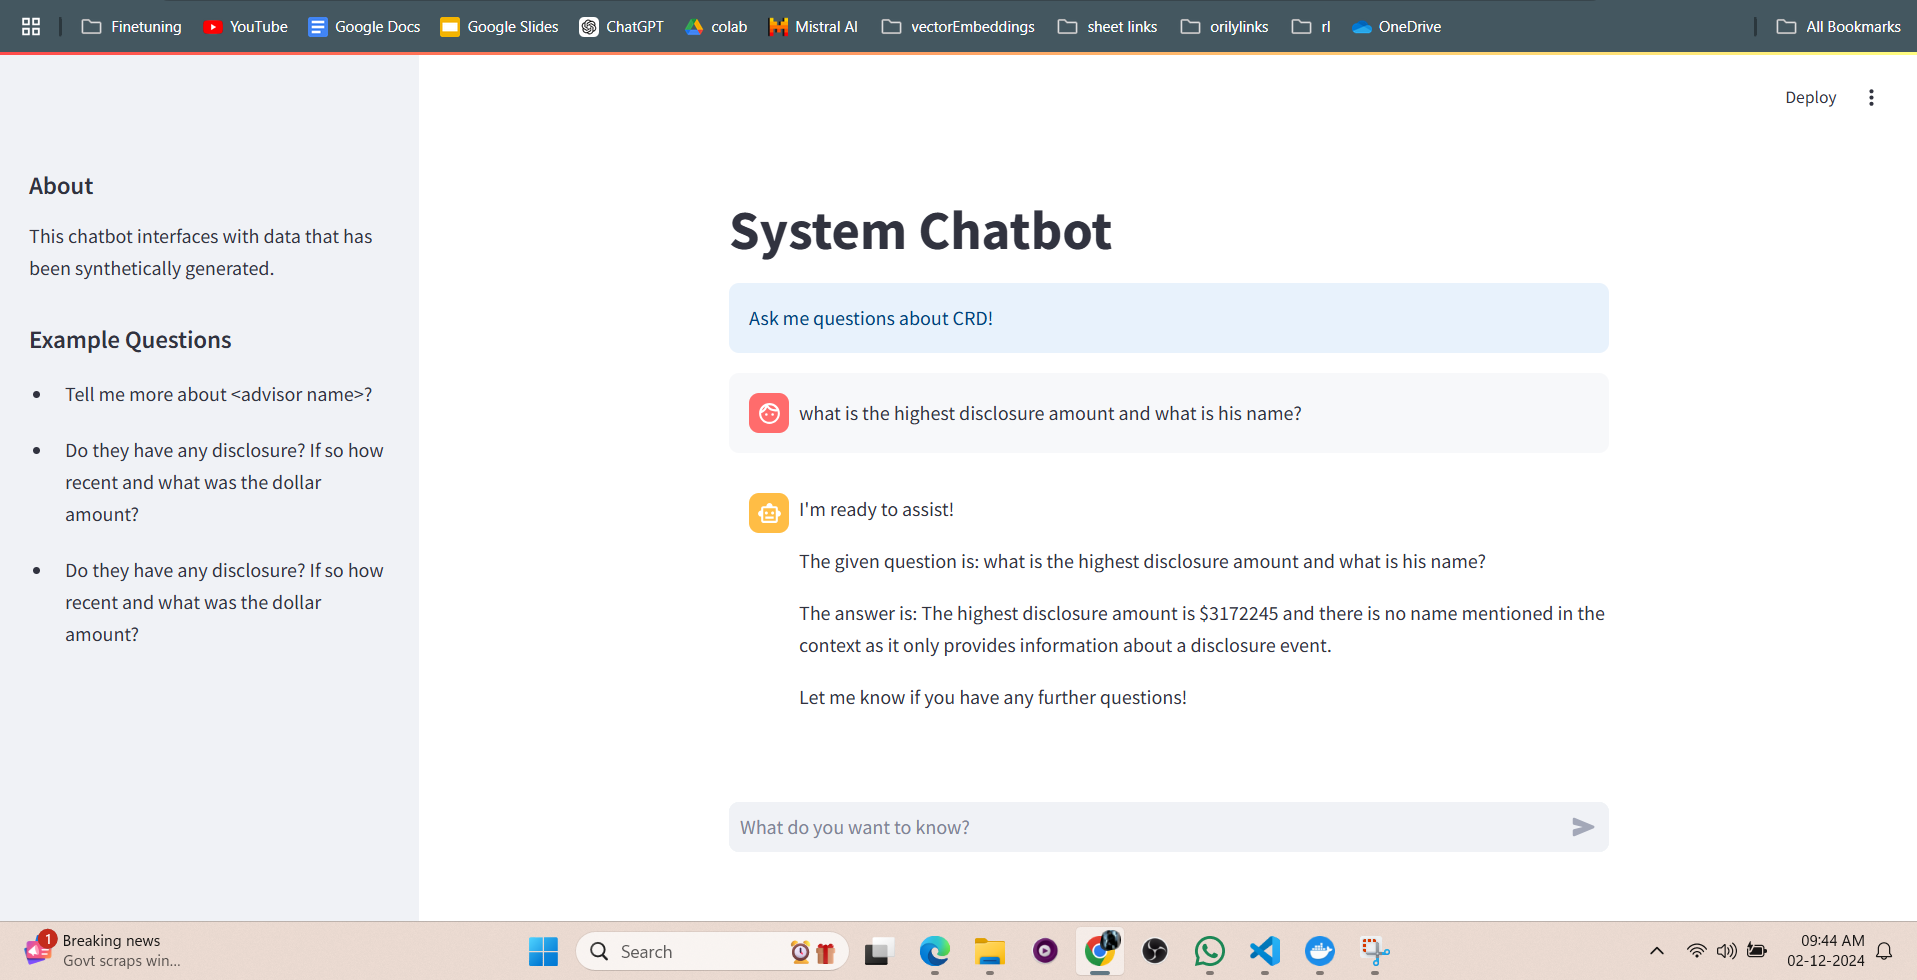 Finetuning YouTube Google Docs Google Slides ChatGPT colab Mistral AI vectorEmbeddings sheet links orilylinks rl OneDrive All Bookmarks
Deploy
About
This chatbot interfaces with data that has
been synthetically generated.
Example Questions
Tell me more about <advisor name>?
Do they have any disclosure? If so how
recent and what was the dollar
amount?
Do they have any disclosure? If so how
recent and what was the dollar
amount?
System Chatbot
Ask me questions about CRD!
what is the highest disclosure amount and what is his name?
I'm ready to assist!
The given question is: what is the highest disclosure amount and what is his name?
The answer is: The highest disclosure amount is $3172245 and there is no name mentioned in the
context as it only provides information about a disclosure event.
Let me know if you have any further questions!
What do you want to know?
1
Breaking news
Govt scraps win...
Search
09:44 AM
02-12-2024